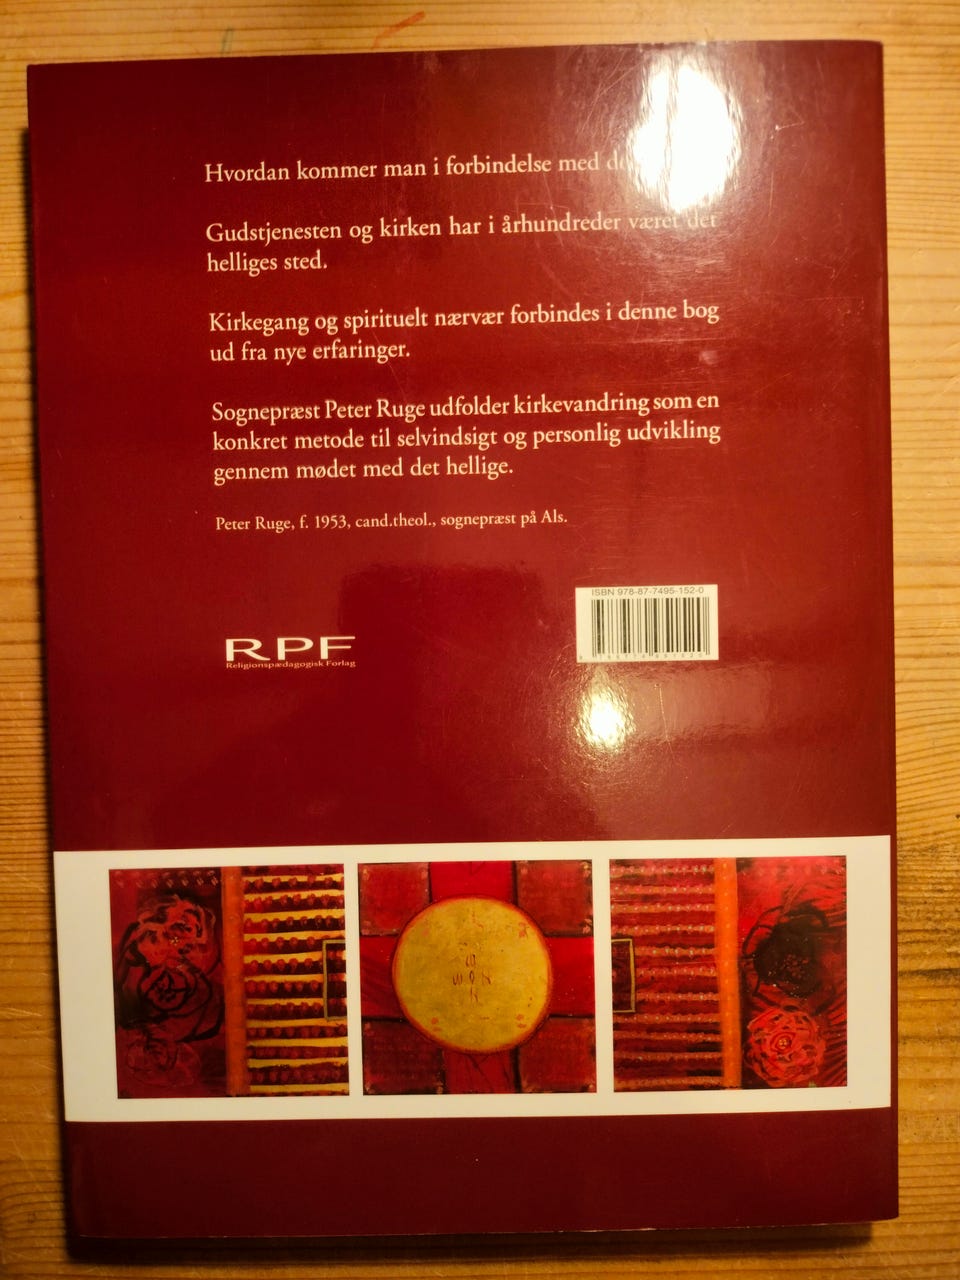 Hvordan kommer man i forbindelse med
Gudstjenesten og kirken har i århundreder været det
helliges sted.
Kirkegang og spirituelt nærvær forbindes i denne bog
ud fra nye erfaringer.
Sognepræst Peter Ruge udfolder kirkevandring som en
konkret metode til selvindsigt og personlig udvikling
gennem mødet med det hellige.
Peter Ruge, f. 1953, cand.theol., sognepræst på Als.
ISBN 978-87-7495-152-0
RPF
Religionspædagogisk Forlag